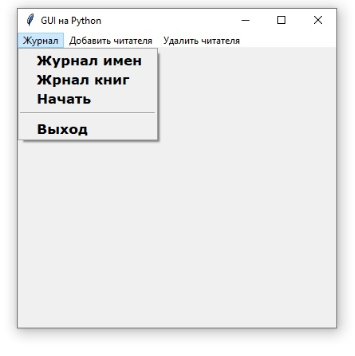 GUI на Python
Журнал Добавить читателя Удалить читателя
Журнал имен
Жрнал книг
Начать
Выход